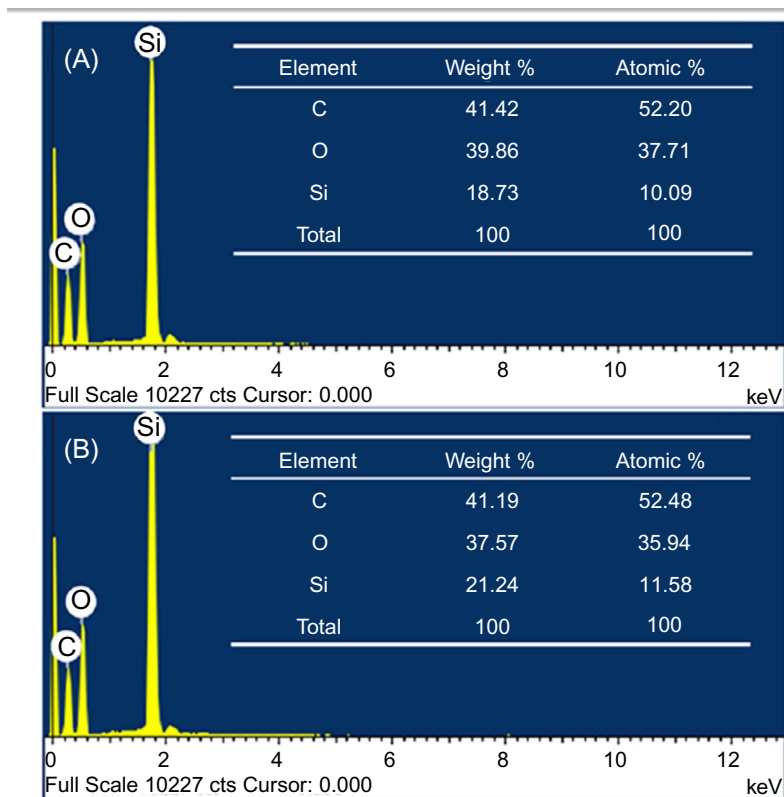 (A)
Si
O
C
Element Weight % Atomic %
C 41.42 52.20
O 39.86 37.71
Si 18.73 10.09
Total 100 100
0 2 4 6 8 10 12
Full Scale 10227 cts Cursor: 0.000 keV
(B)
Si
O
C
Element Weight % Atomic %
C 41.19 52.48
O 37.57 35.94
Si 21.24 11.58
Total 100 100
0 2 4 6 8 10 12
Full Scale 10227 cts Cursor: 0.000 keV